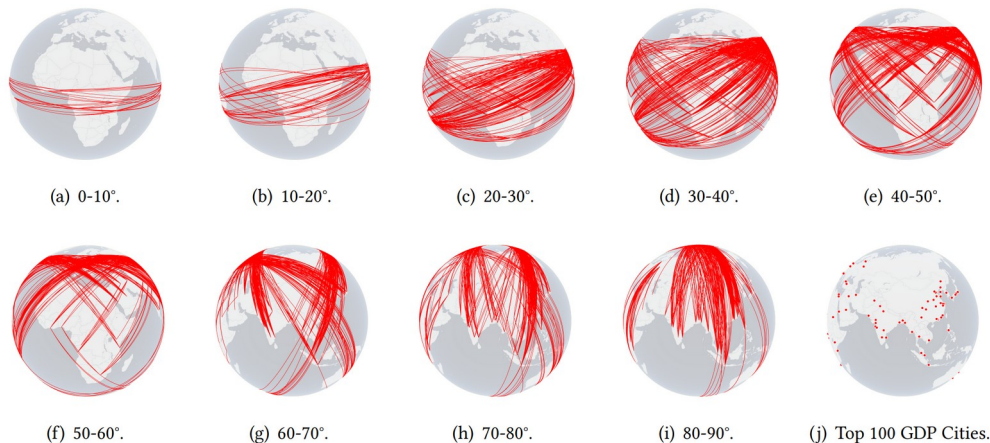 (a) 0-10°.
(b) 10-20°.
(c) 20-30°.
(d) 30-40°.
(e) 40-50°.
(f) 50-60°.
(g) 60-70°.
(h) 70-80°.
(i) 80-90°.
(j) Top 100 GDP Cities.